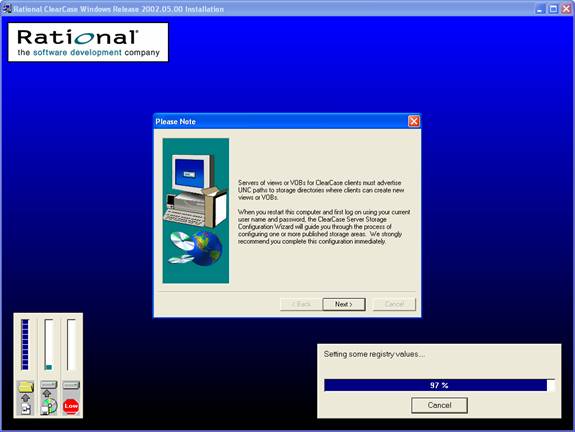 Rational ClearCase Windows Release 2002.05.00 Installation
Rational®
the software development company
Please Note
Servers of views or VOBs for ClearCase clients must advertise
UNC paths to storage directories where clients can create new
views or VOBs.
When you restart this computer and first log on using your current
user name and password, the ClearCase Server Storage
Configuration Wizard will guide you through the process of
configuring one or more published storage areas. We strongly
recommend you complete this configuration immediately.
< Back Next > Cancel
Setting some registry values....
97 %
Cancel
Low